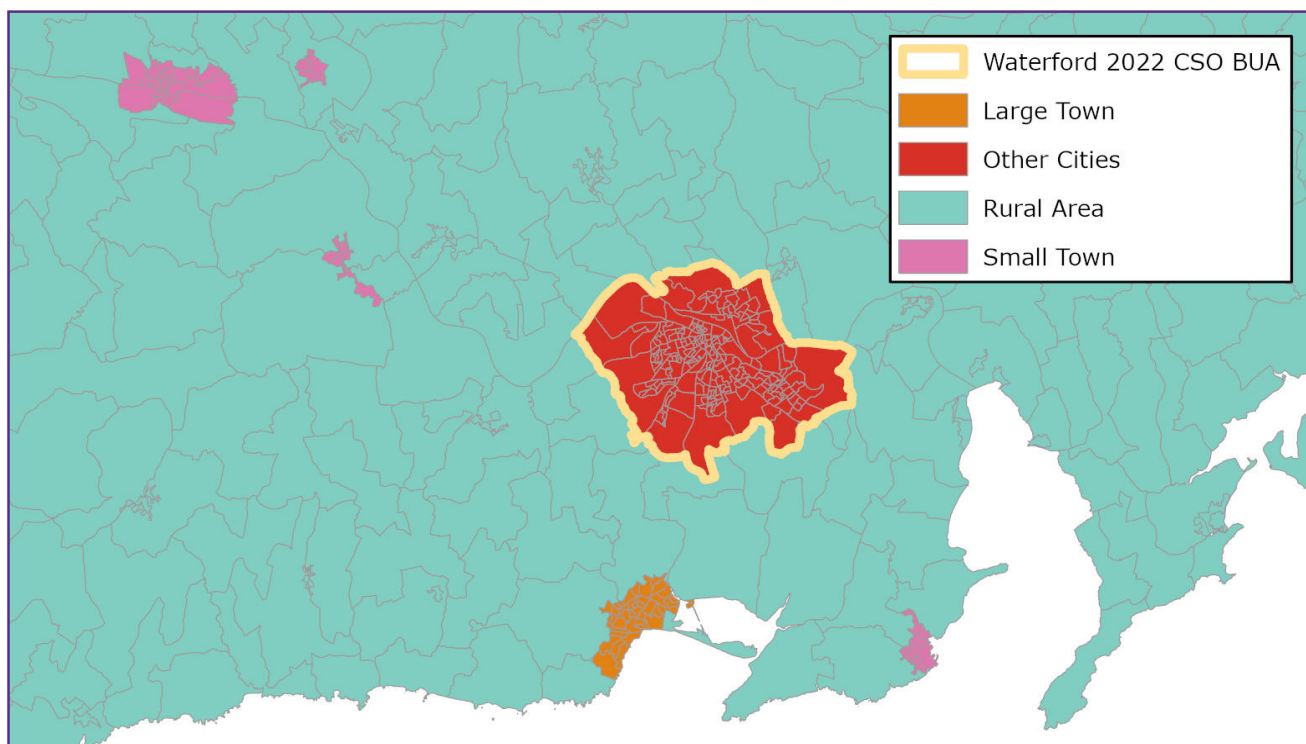 Waterford 2022 CSO BUA
Large Town
Other Cities
Rural Area
Small Town